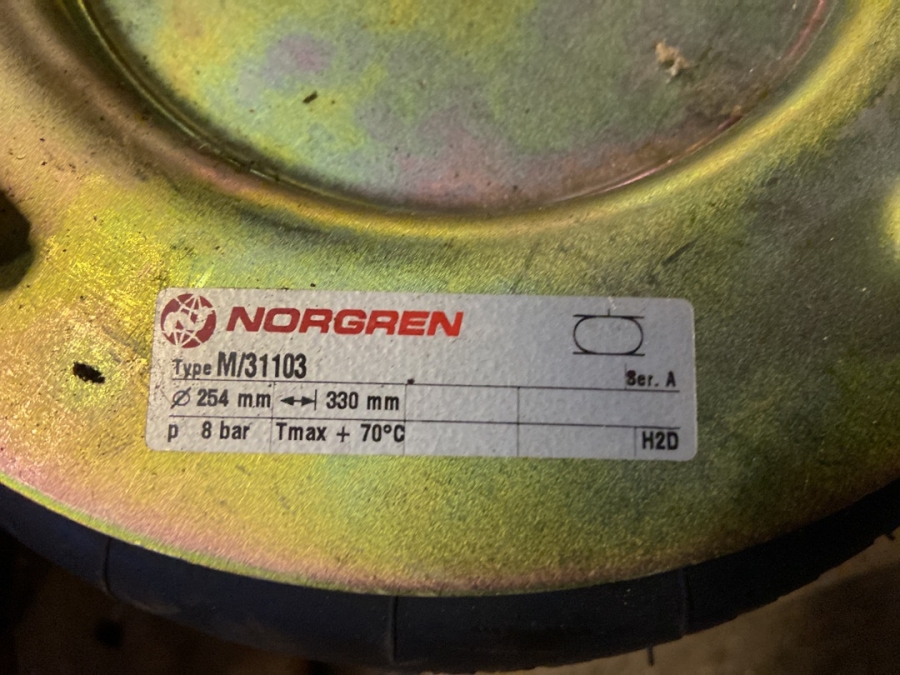 NORGREN
Type M/31103
Ser. A
Ø 254 mm 330 mm
p 8 bar Tmax + 70°C H2D